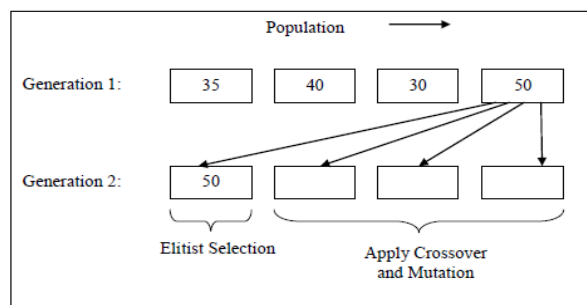 Population
Generation 1: 35 40 30 50
Generation 2: 50
Elitist Selection
Apply Crossover
and Mutation